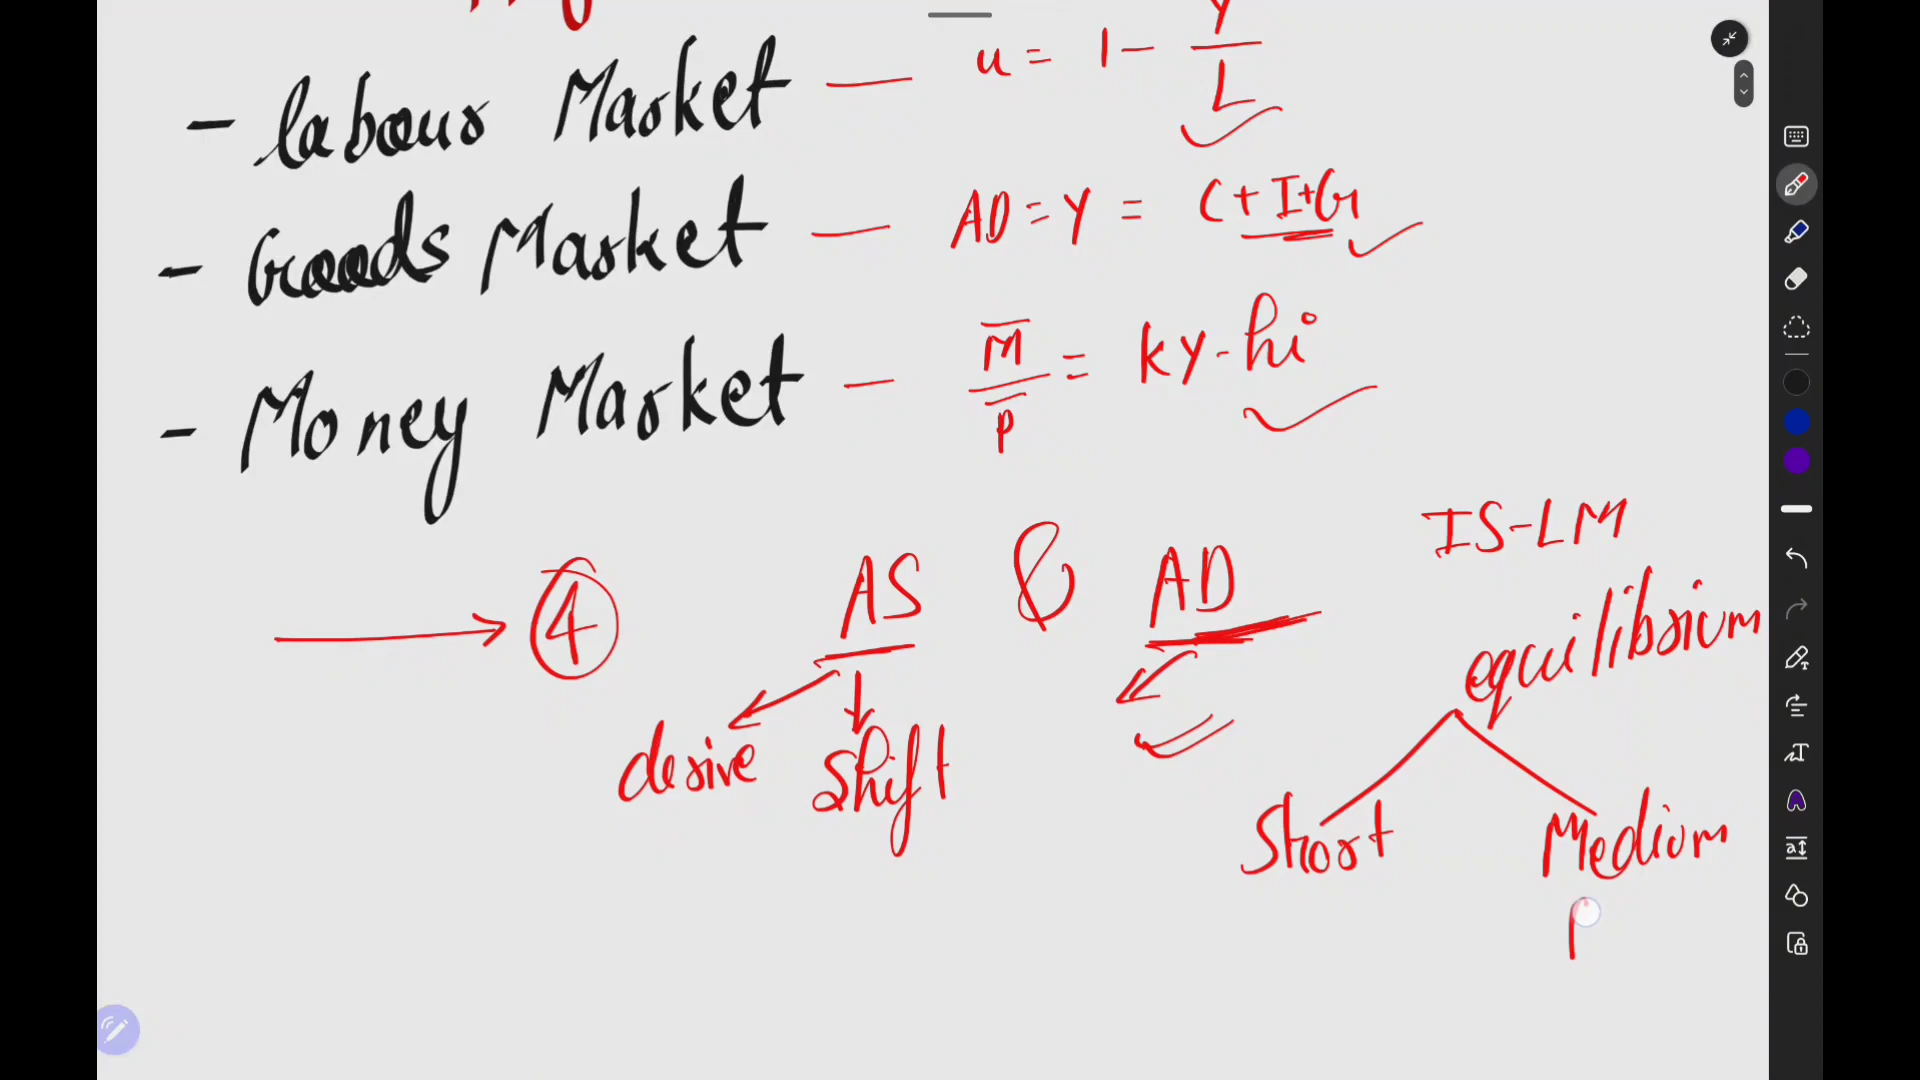 - labour Market — u = 1 - Y/L
- Goods Market — AD = Y = C + I + G
- Money Market — M̅/P̅ = kY - hi
IS-LM
→ ④ AS & AD
equilibrium
derive shift
Short Medium